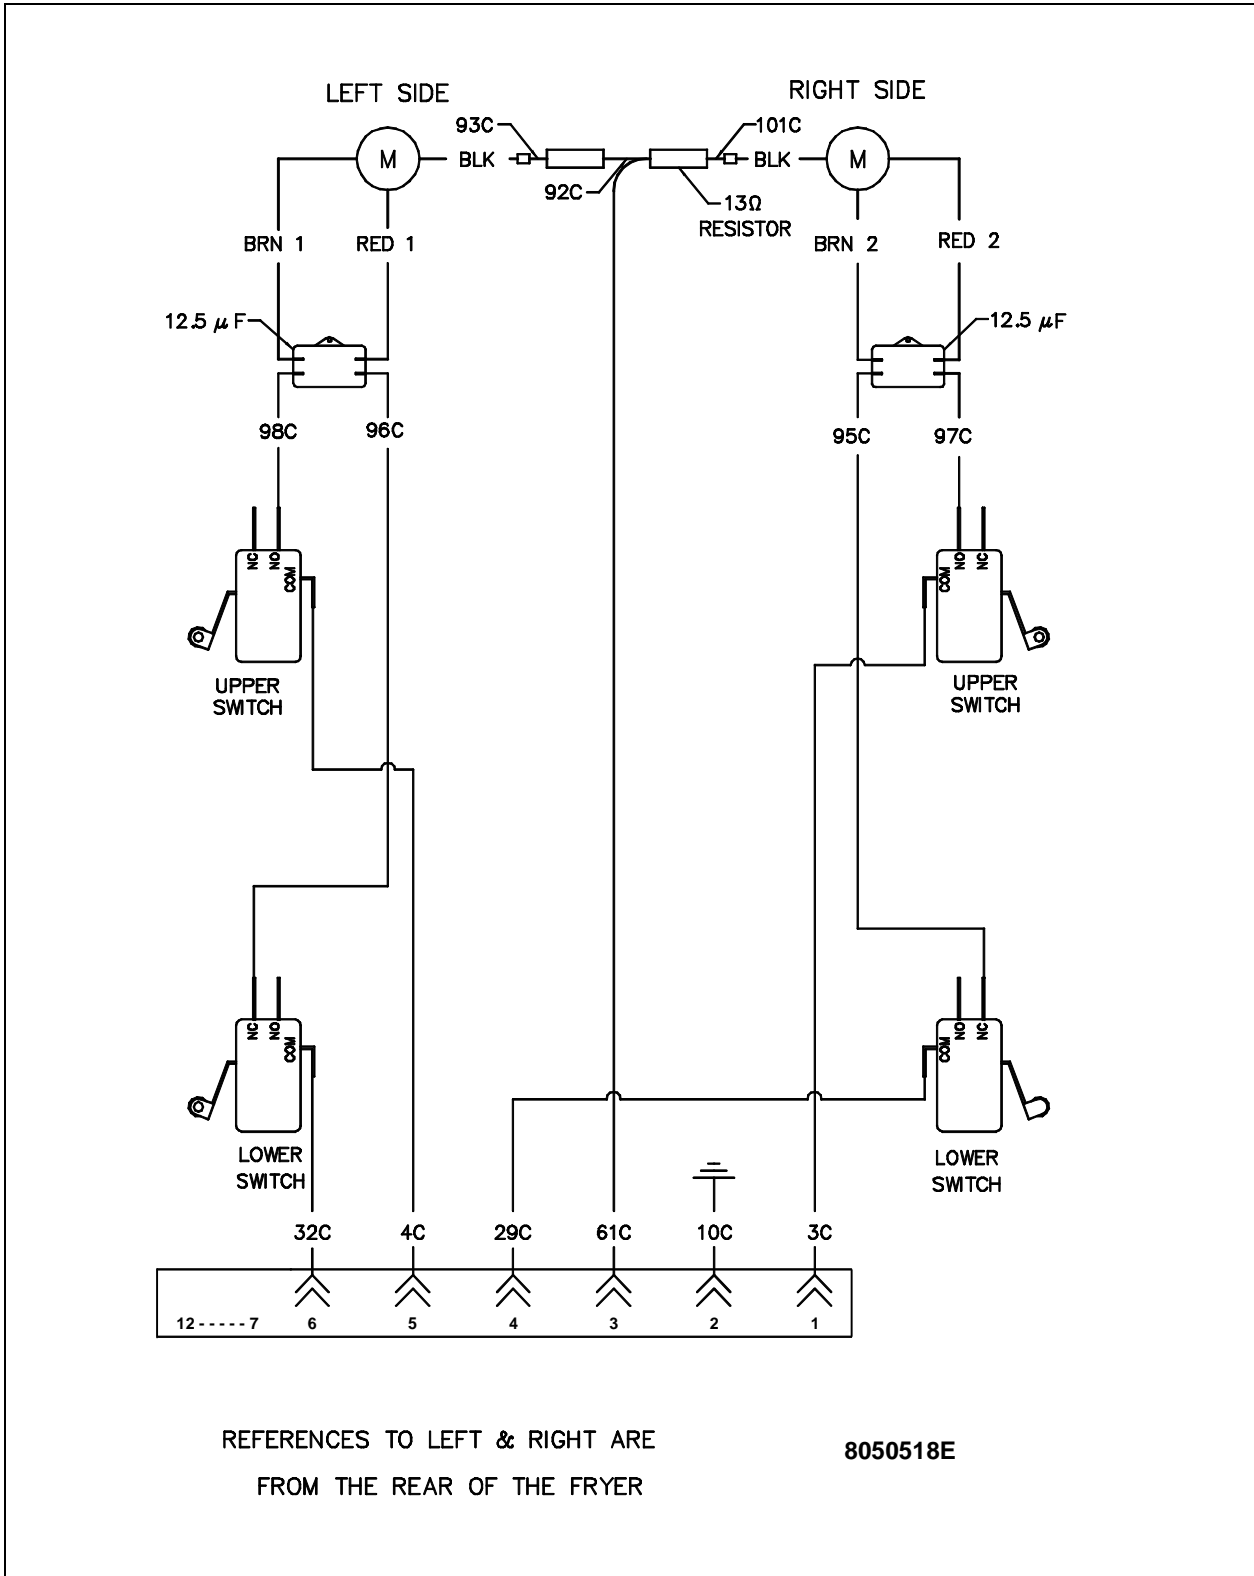 LEFT SIDE
RIGHT SIDE
93C
101C
M
BLK
BLK
M
92C
13Ω
RESISTOR
BRN 1
RED 1
BRN 2
RED 2
12.5 µF
12.5 µF
98C
96C
95C
97C
NC
NO
COM
COM
NO
NC
UPPER
SWITCH
UPPER
SWITCH
NC
NO
COM
COM
NO
NC
LOWER
SWITCH
LOWER
SWITCH
32C
4C
29C
61C
10C
3C
12 - - - - - 7
6
5
4
3
2
1
REFERENCES TO LEFT & RIGHT ARE
FROM THE REAR OF THE FRYER
8050518E